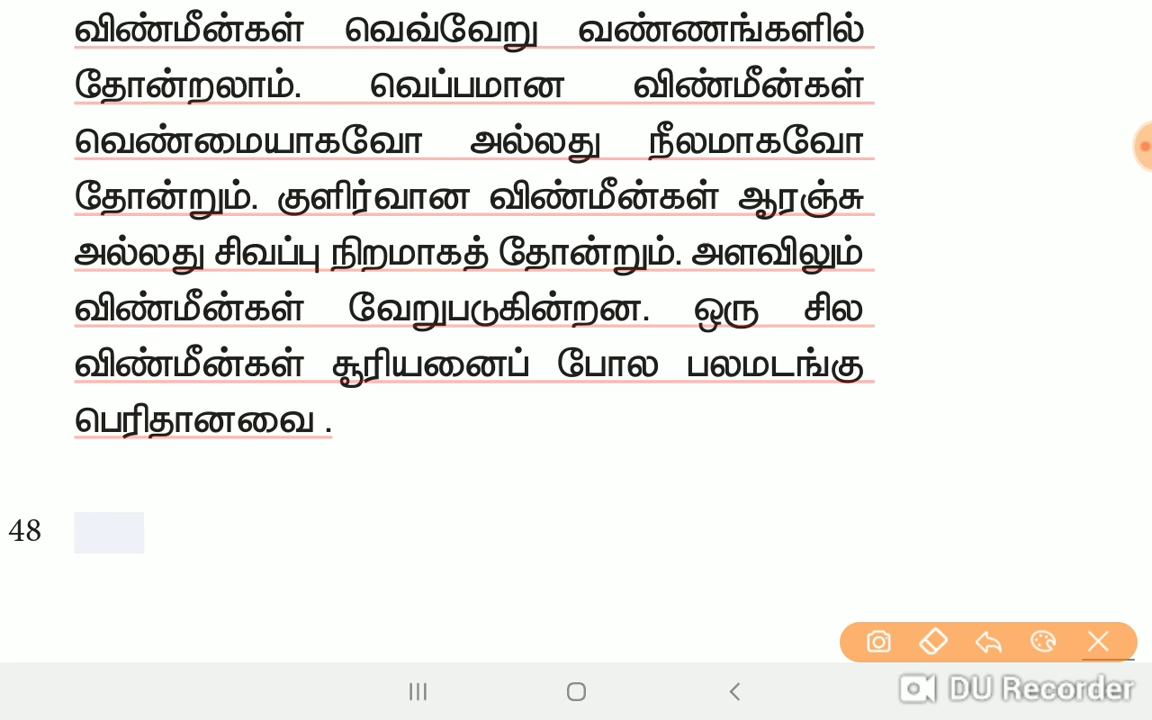 விண்மீன்கள் வெவ்வேறு வண்ணங்களில்
தோன்றலாம். வெப்பமான விண்மீன்கள்
வெண்மையாகவோ அல்லது நீலமாகவோ
தோன்றும். குளிர்வான விண்மீன்கள் ஆரஞ்சு
அல்லது சிவப்பு நிறமாகத் தோன்றும். அளவிலும்
விண்மீன்கள் வேறுபடுகின்றன. ஒரு சில
விண்மீன்கள் சூரியனைப் போல பலமடங்கு
பெரிதானவை .
48
DU Recorder